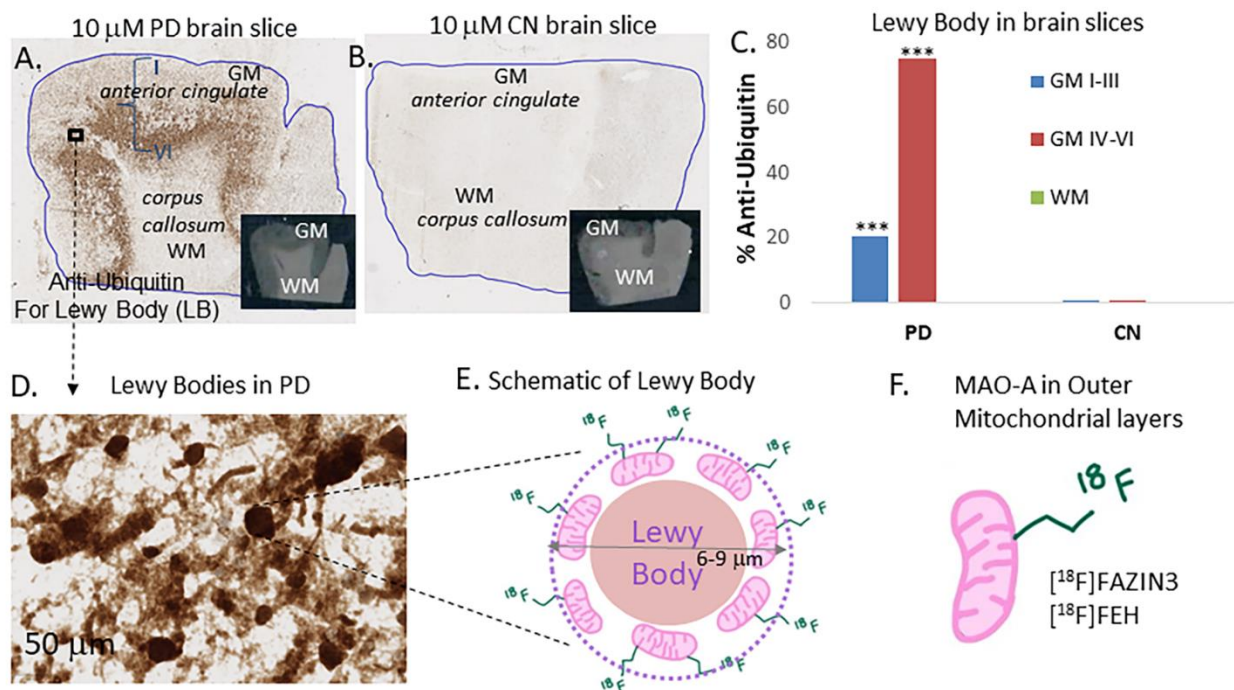 10 μM PD brain slice
A.
I
GM
anterior cingulate
VI
corpus
callosum
WM
Anti-Ubiquitin
For Lewy Body (LB)
GM
WM
10 μM CN brain slice
B.
GM
anterior cingulate
WM
corpus callosum
GM
WM
C.
Lewy Body in brain slices
% Anti-Ubiquitin
80
60
40
20
0
***
***
PD
CN
GM I-III
GM IV-VI
WM
D.
Lewy Bodies in PD
50 μm
E. Schematic of Lewy Body
18F
18F
18F
18F
18F
18F
18F
18F
18F
18F
Lewy
Body
6-9 μm
F.
MAO-A in Outer
Mitochondrial layers
18F
[18F]FAZIN3
[18F]FEH